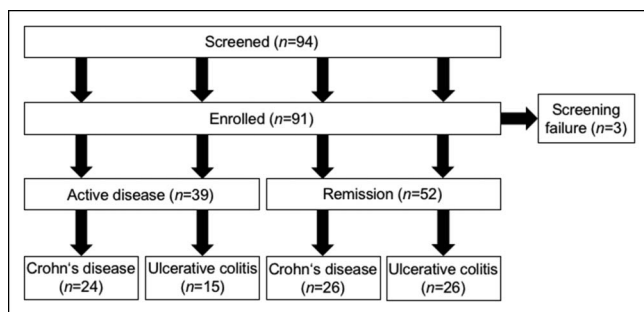 Screened (n=94)
Enrolled (n=91)
Screening
failure (n=3)
Active disease (n=39)
Remission (n=52)
Crohn‘s disease
(n=24)
Ulcerative colitis
(n=15)
Crohn‘s disease
(n=26)
Ulcerative colitis
(n=26)